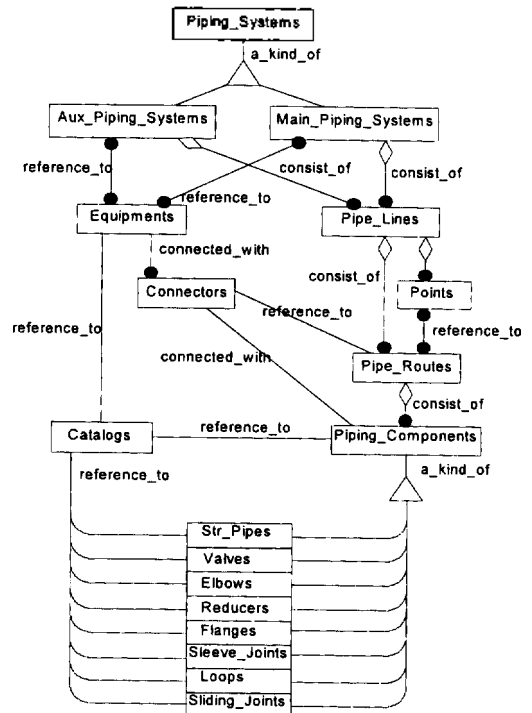 Piping_Systems
a_kind_of
Aux_Piping_Systems
Main_Piping_Systems
reference_to
consist_of
consist_of
reference_to
Equipments
Pipe_Lines
connected_with
consist_of
Connectors
Points
reference_to
reference_to
reference_to
connected_with
Pipe_Routes
consist_of
Catalogs
reference_to
Piping_Components
reference_to
a_kind_of
Str_Pipes
Valves
Elbows
Reducers
Flanges
Sleeve_Joints
Loops
Sliding_Joints